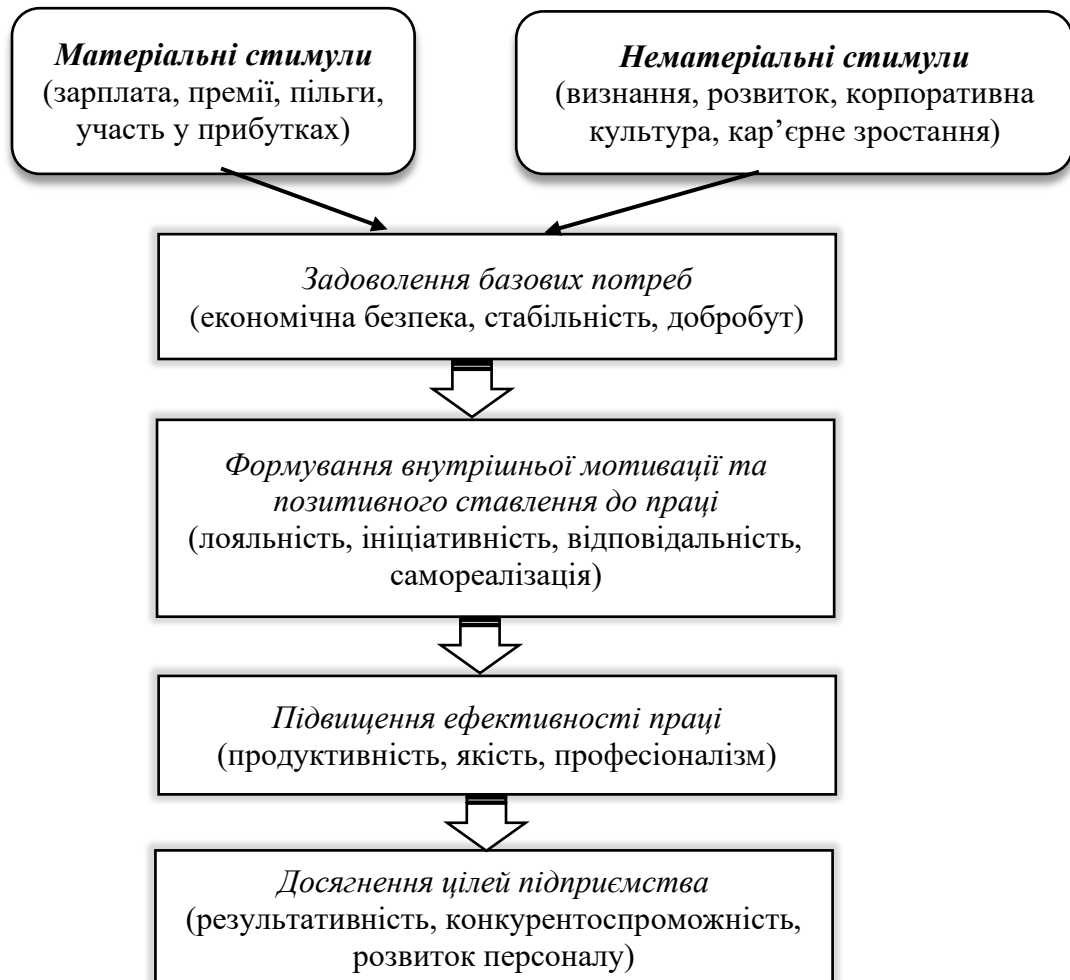 Матеріальні стимули
(зарплата, премії, пільги,
участь у прибутках)
Нематеріальні стимули
(визнання, розвиток, корпоративна
культура, кар’єрне зростання)
Задоволення базових потреб
(економічна безпека, стабільність, добробут)
Формування внутрішньої мотивації та
позитивного ставлення до праці
(лояльність, ініціативність, відповідальність,
самореалізація)
Підвищення ефективності праці
(продуктивність, якість, професіоналізм)
Досягнення цілей підприємства
(результативність, конкурентоспроможність,
розвиток персоналу)